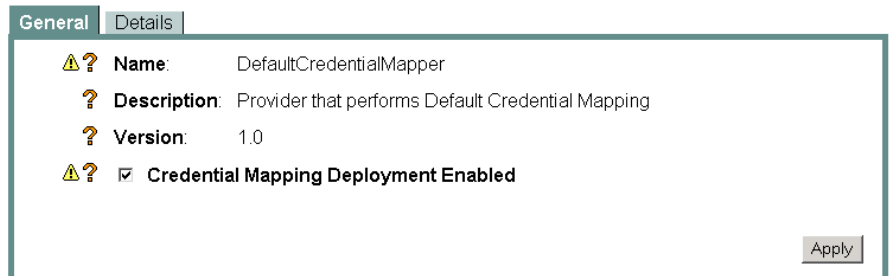 General Details
Name: DefaultCredentialMapper
Description: Provider that performs Default Credential Mapping
Version: 1.0
Credential Mapping Deployment Enabled
Apply